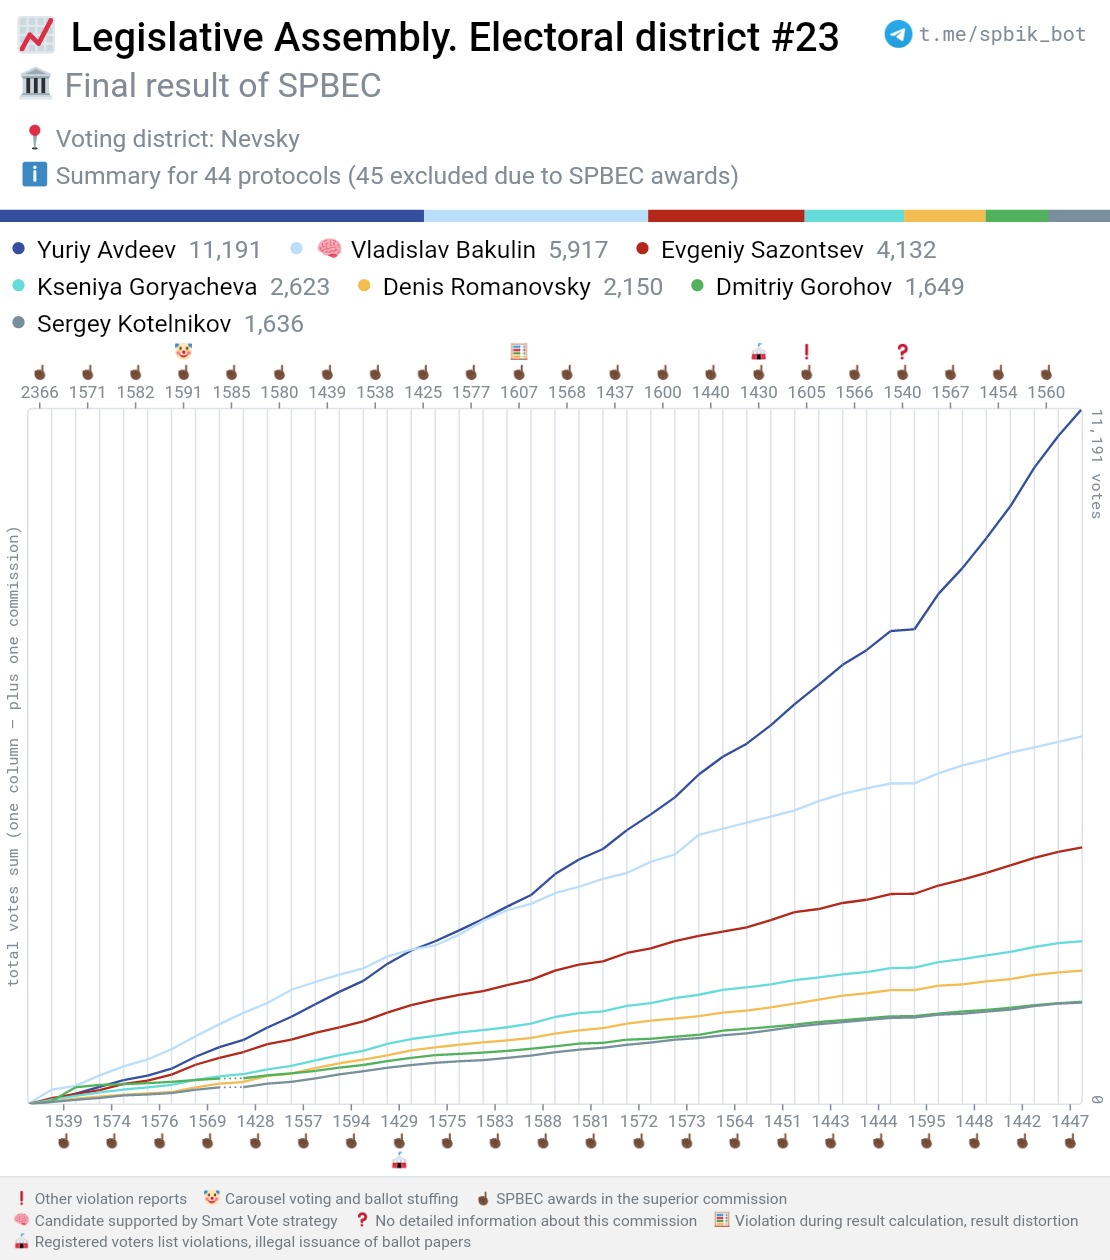 Legislative Assembly. Electoral district #23
t.me/spbik_bot
Final result of SPBEC
Voting district: Nevsky
Summary for 44 protocols (45 excluded due to SPBEC awards)
Yuriy Avdeev 11,191 Vladislav Bakulin 5,917 Evgeniy Sazontsev 4,132
Kseniya Goryacheva 2,623 Denis Romanovsky 2,150 Dmitriy Gorohov 1,649
Sergey Kotelnikov 1,636
2366 1571 1582 1591 1585 1580 1439 1538 1425 1577 1607 1568 1437 1600 1440 1430 1605 1566 1540 1567 1454 1560
11,191 votes
total votes sum (one column – plus one commission)
0
1539 1574 1576 1569 1428 1557 1594 1429 1575 1583 1588 1581 1572 1573 1564 1451 1443 1444 1595 1448 1442 1447
Other violation reports Carousel voting and ballot stuffing SPBEC awards in the superior commission
Candidate supported by Smart Vote strategy No detailed information about this commission Violation during result calculation, result distortion
Registered voters list violations, illegal issuance of ballot papers